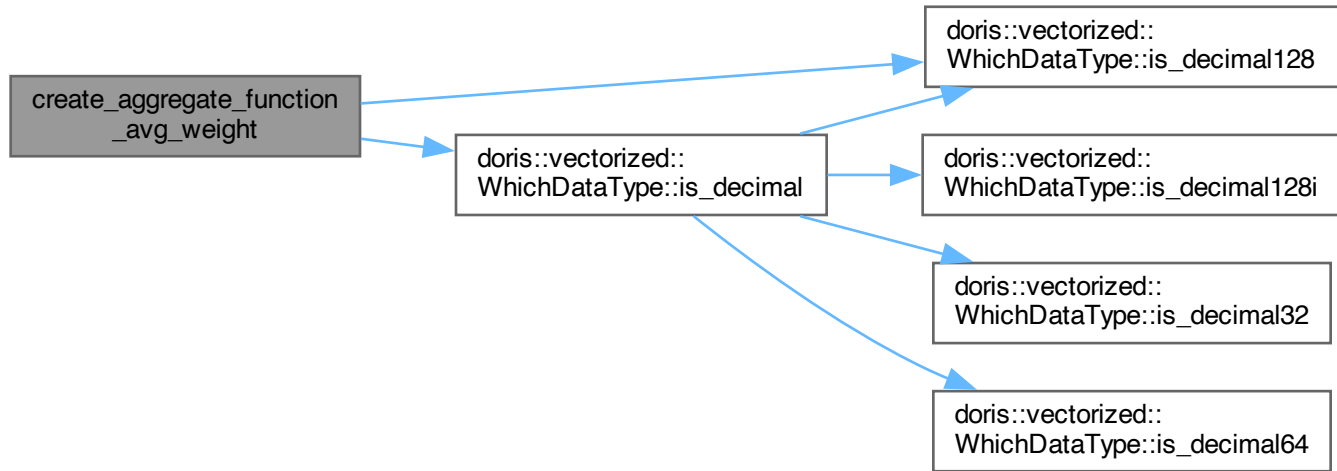 create_aggregate_function
_avg_weight
doris::vectorized::
WhichDataType::is_decimal
doris::vectorized::
WhichDataType::is_decimal128
doris::vectorized::
WhichDataType::is_decimal128i
doris::vectorized::
WhichDataType::is_decimal32
doris::vectorized::
WhichDataType::is_decimal64